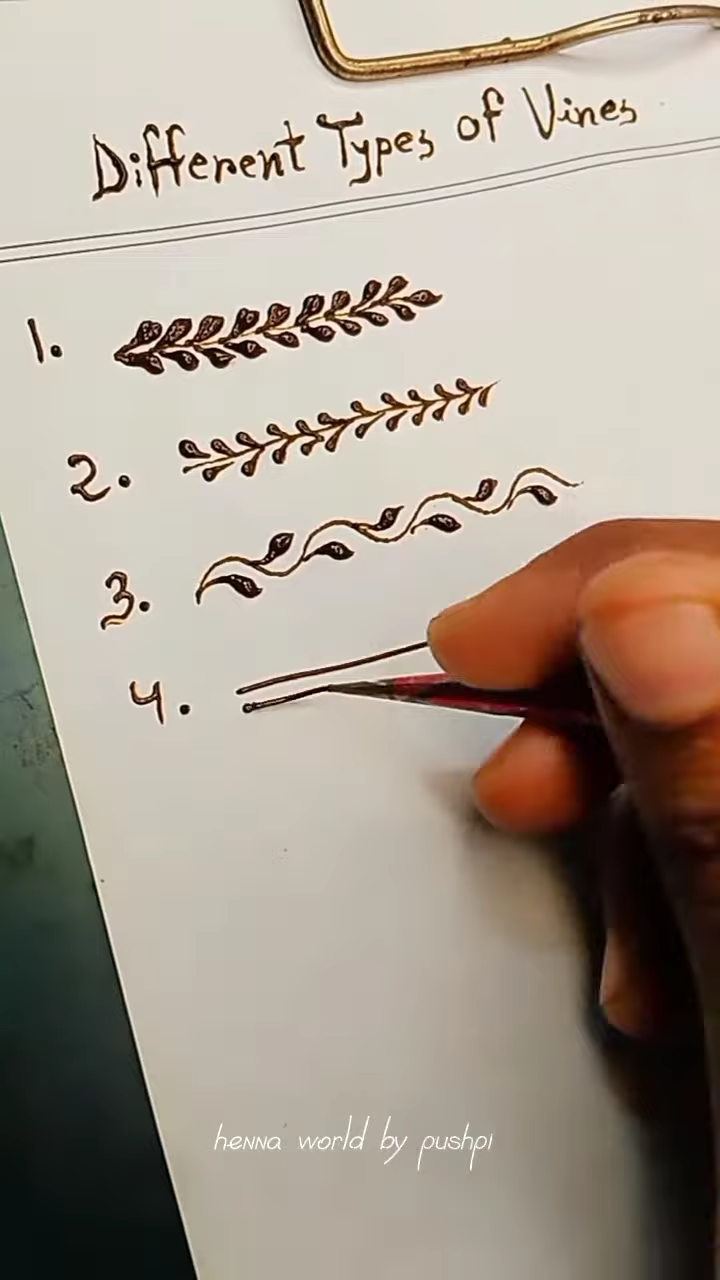 Different Types of Vines
1.
2.
3.
4.
henna world by pushpi